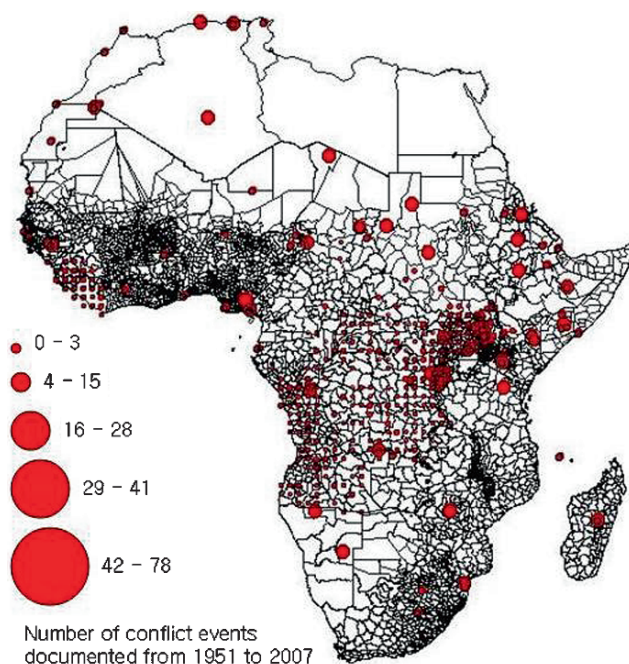 0 – 3
4 – 15
16 – 28
29 – 41
42 – 78
Number of conflict events
documented from 1951 to 2007